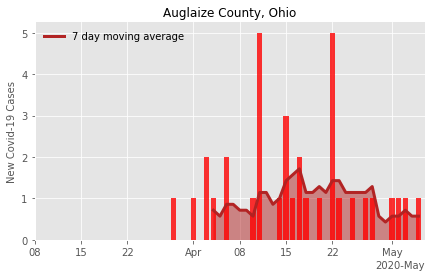 Auglaize County, Ohio
7 day moving average
New Covid-19 Cases
5
4
3
2
1
0
08
15
22
Apr
08
15
22
May
2020-May